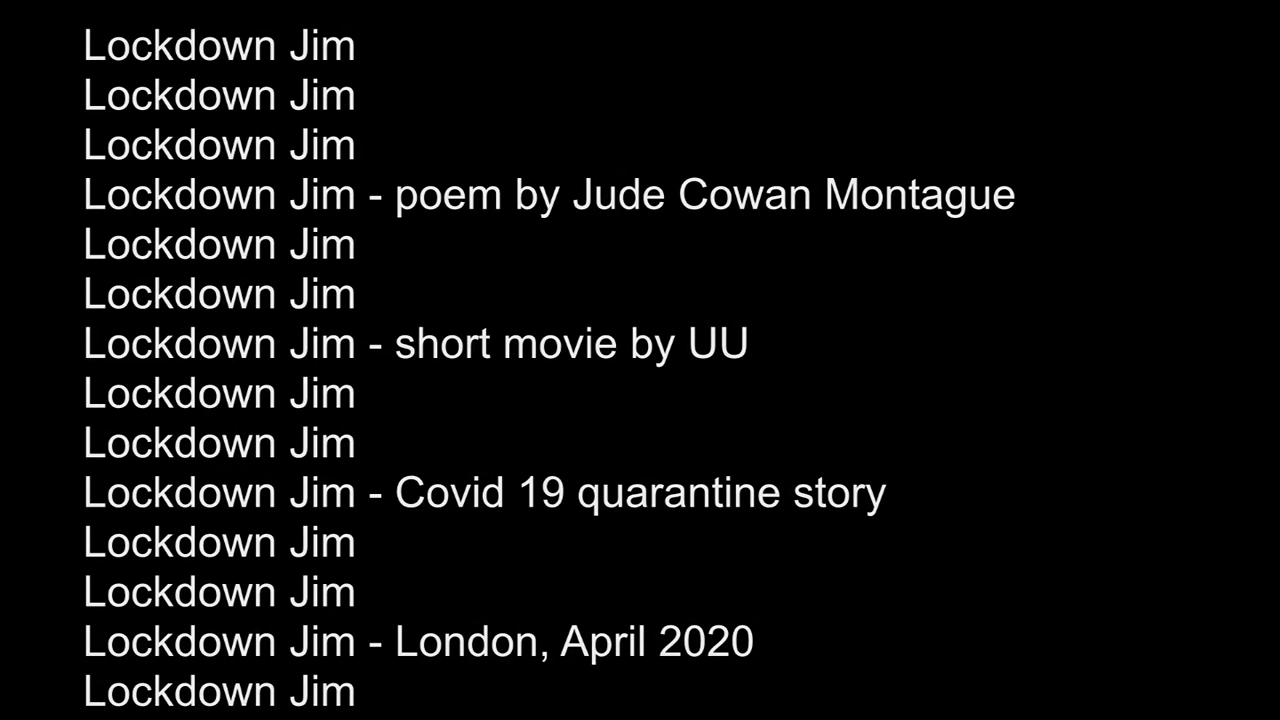 Lockdown Jim
Lockdown Jim
Lockdown Jim
Lockdown Jim - poem by Jude Cowan Montague
Lockdown Jim
Lockdown Jim
Lockdown Jim - short movie by UU
Lockdown Jim
Lockdown Jim
Lockdown Jim - Covid 19 quarantine story
Lockdown Jim
Lockdown Jim
Lockdown Jim - London, April 2020
Lockdown Jim